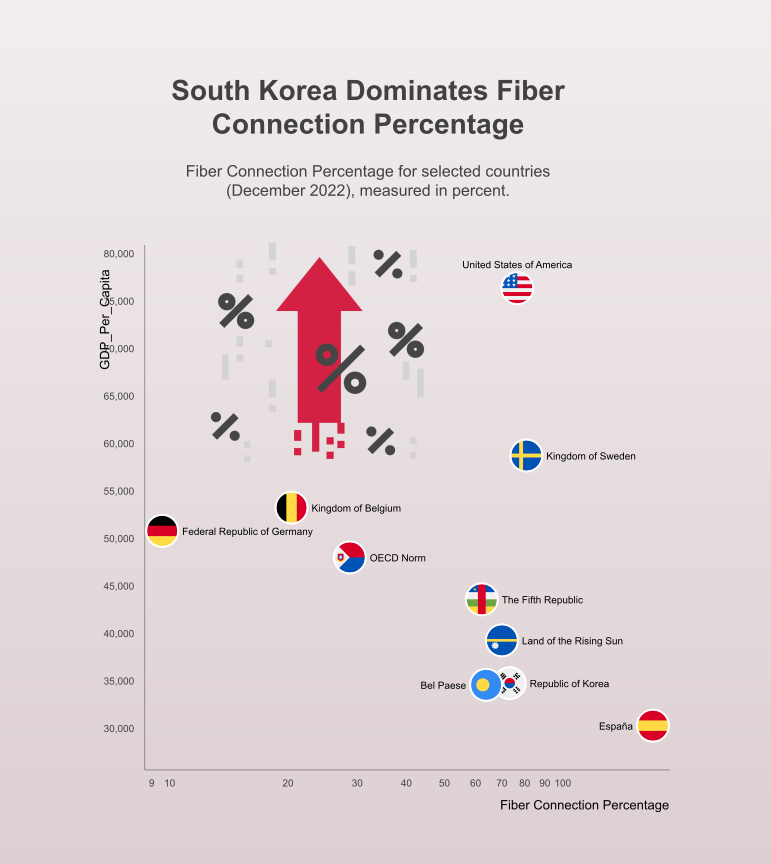 South Korea Dominates Fiber
Connection Percentage
Fiber Connection Percentage for selected countries
(December 2022), measured in percent.
GDP_Per_Capita
80,000
75,000
70,000
65,000
60,000
55,000
50,000
45,000
40,000
35,000
30,000
United States of America
Kingdom of Sweden
Kingdom of Belgium
Federal Republic of Germany
OECD Norm
The Fifth Republic
Land of the Rising Sun
Bel Paese
Republic of Korea
España
9 10 20 30 40 50 60 70 80 90 100
Fiber Connection Percentage